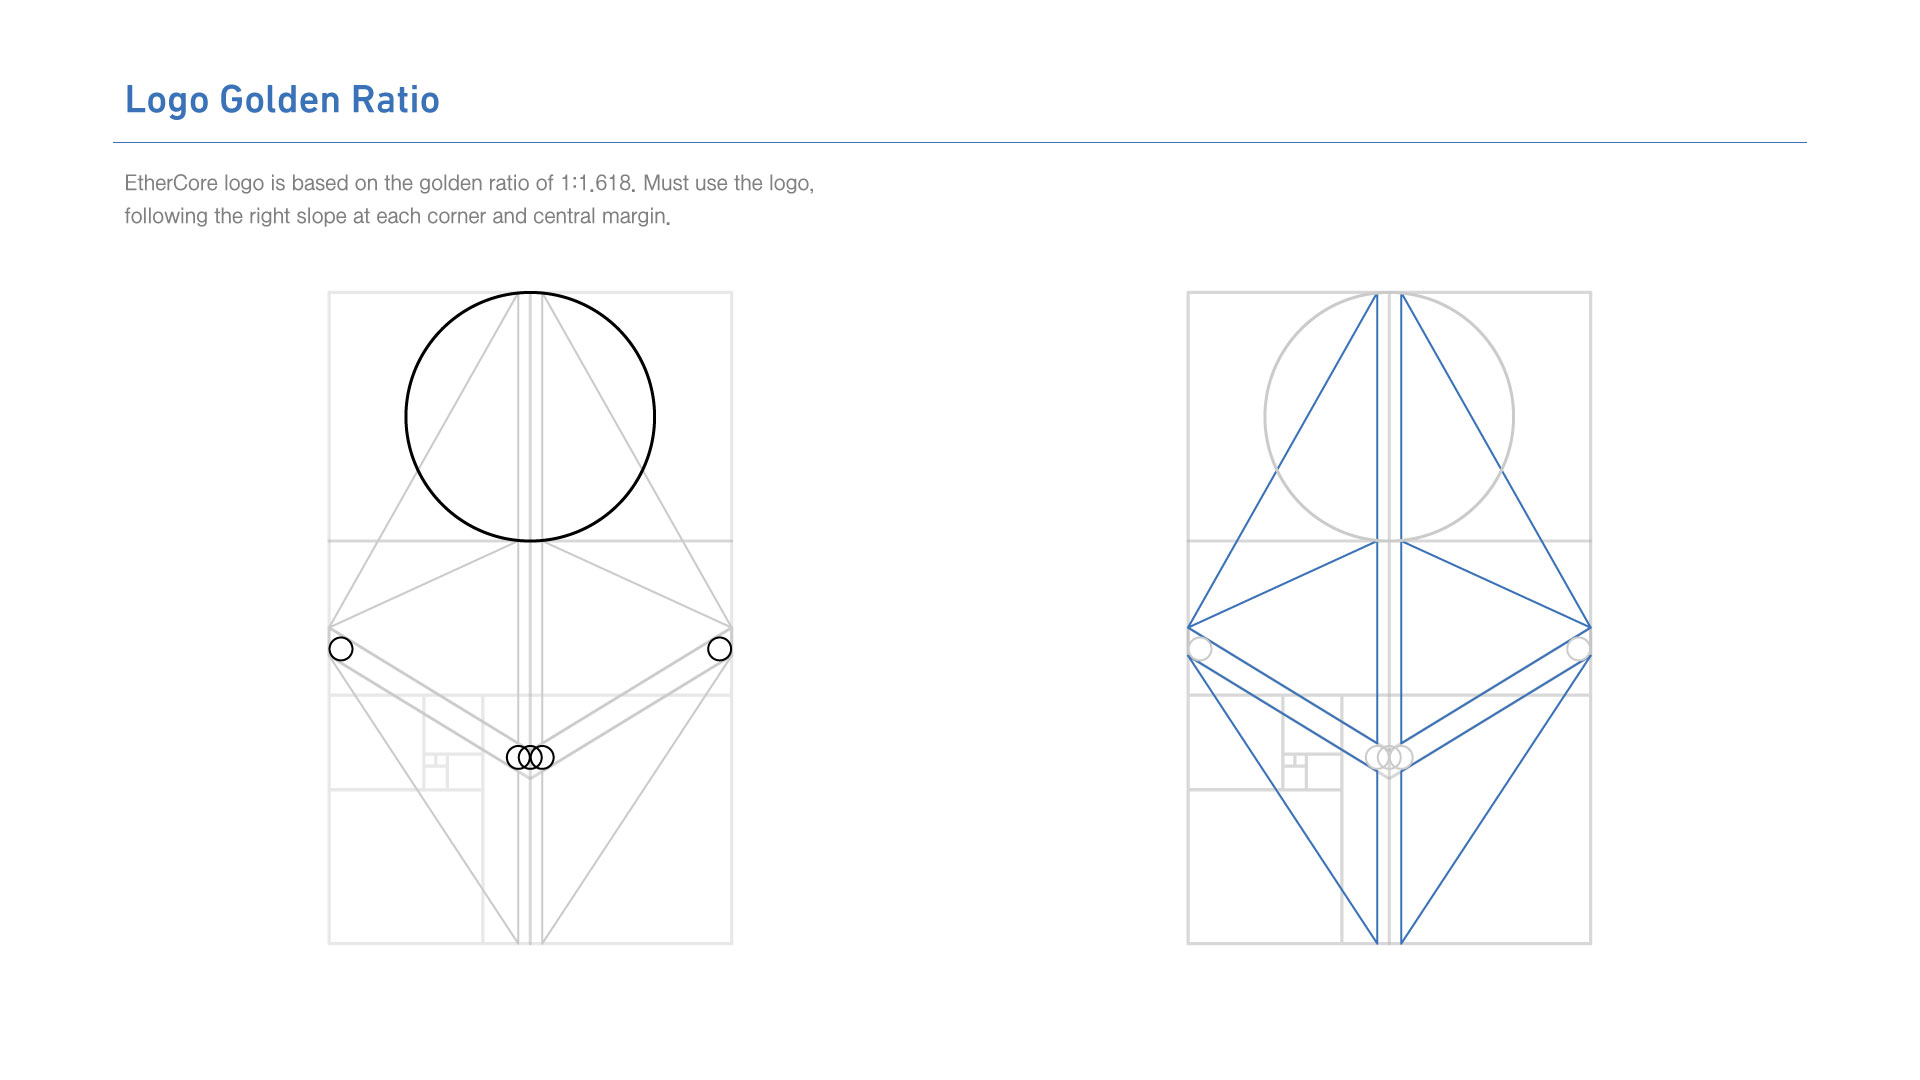 Logo Golden Ratio
EtherCore logo is based on the golden ratio of 1:1.618. Must use the logo,
following the right slope at each corner and central margin.